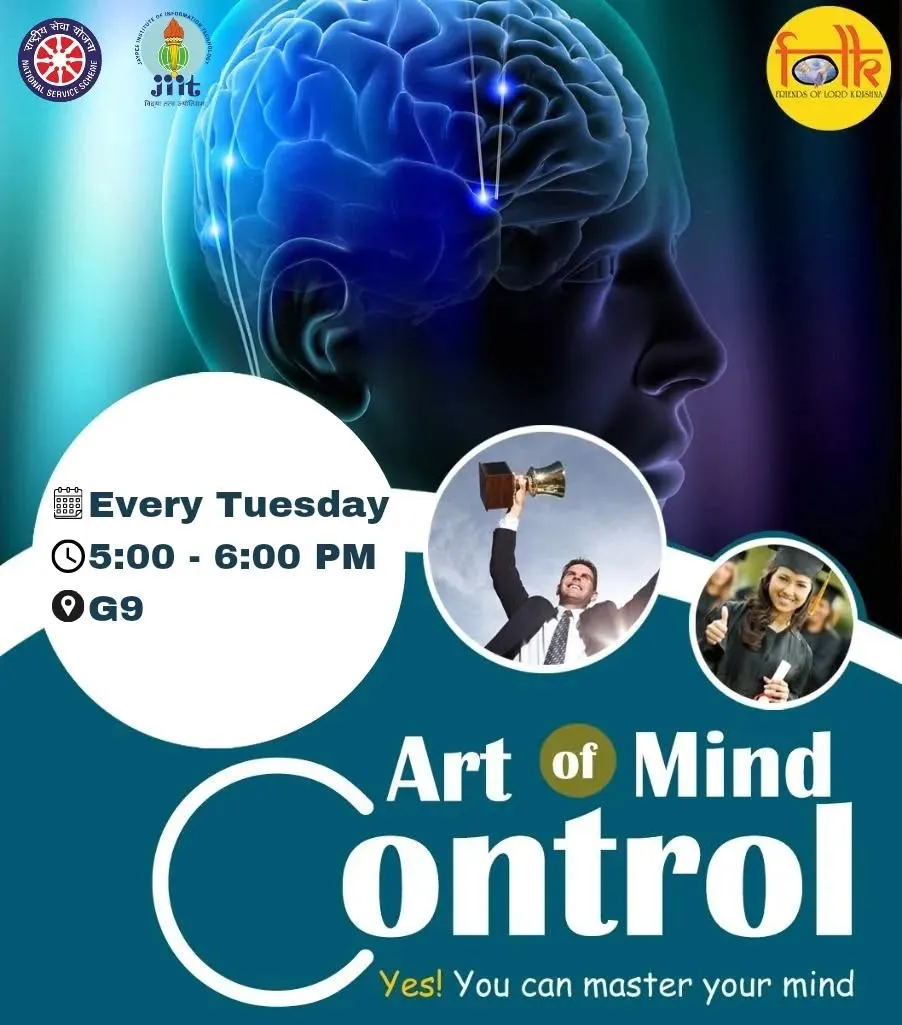 राष्ट्रीय सेवा योजना
NATIONAL SERVICE SCHEME
JAYPEE INSTITUTE OF INFORMATION TECHNOLOGY
jiit
folk
FRIENDS OF LORD KRISHNA
Every Tuesday
5:00 - 6:00 PM
G9
Art of Mind
Control
Yes! You can master your mind